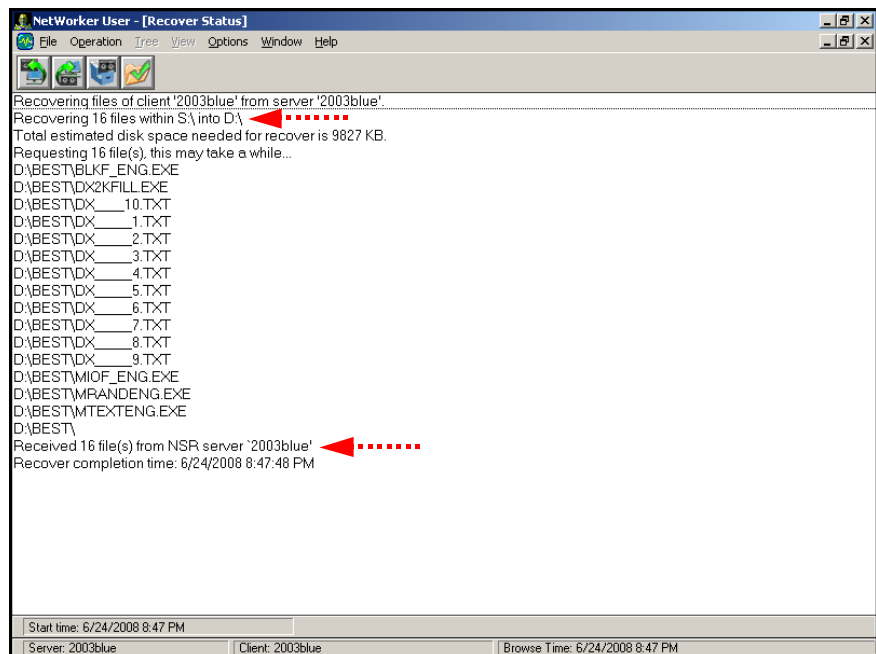 NetWorker User - [Recover Status]
File Operation Tree View Options Window Help
Recovering files of client '2003blue' from server '2003blue'.
Recovering 16 files within S:\ into D:\
Total estimated disk space needed for recover is 9827 KB.
Requesting 16 file(s), this may take a while...
D:\BEST\BLKF_ENG.EXE
D:\BEST\DX2KFILL.EXE
D:\BEST\DX____10.TXT
D:\BEST\DX_____1.TXT
D:\BEST\DX_____2.TXT
D:\BEST\DX_____3.TXT
D:\BEST\DX_____4.TXT
D:\BEST\DX_____5.TXT
D:\BEST\DX_____6.TXT
D:\BEST\DX_____7.TXT
D:\BEST\DX_____8.TXT
D:\BEST\DX_____9.TXT
D:\BEST\MIOF_ENG.EXE
D:\BEST\MRANDENG.EXE
D:\BEST\MTEXTENG.EXE
D:\BEST\
Received 16 file(s) from NSR server `2003blue'
Recover completion time: 6/24/2008 8:47:48 PM
Start time: 6/24/2008 8:47 PM
Server: 2003blue Client: 2003blue Browse Time: 6/24/2008 8:47 PM